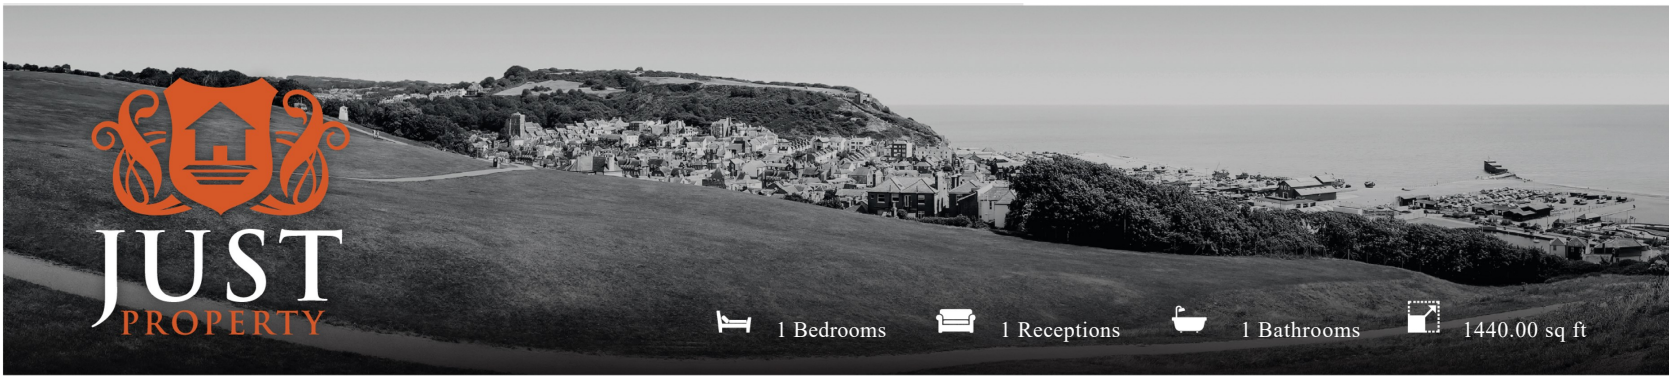 JUST
PROPERTY
1 Bedrooms
1 Receptions
1 Bathrooms
1440.00 sq ft